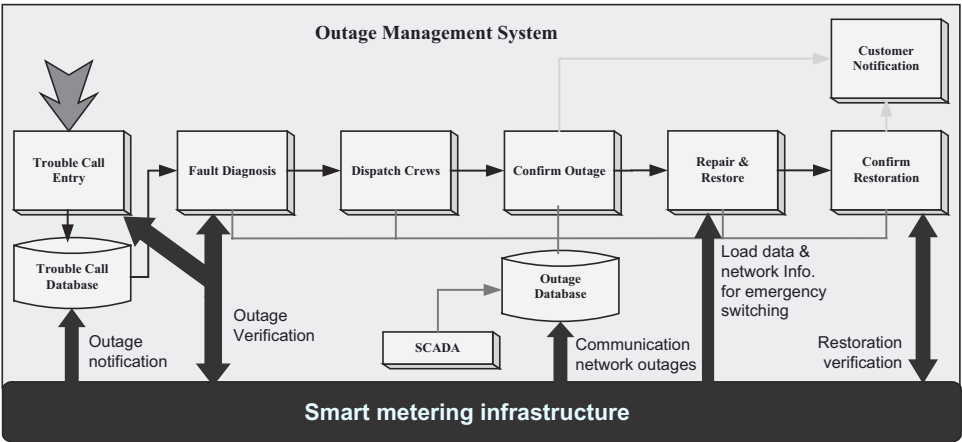 Outage Management System
Customer
Notification
Trouble Call
Entry
Fault Diagnosis
Dispatch Crews
Confirm Outage
Repair &
Restore
Confirm
Restoration
Trouble Call
Database
Outage
Database
SCADA
Outage
notification
Outage
Verification
Communication
network outages
Load data &
network Info.
for emergency
switching
Restoration
verification
Smart metering infrastructure